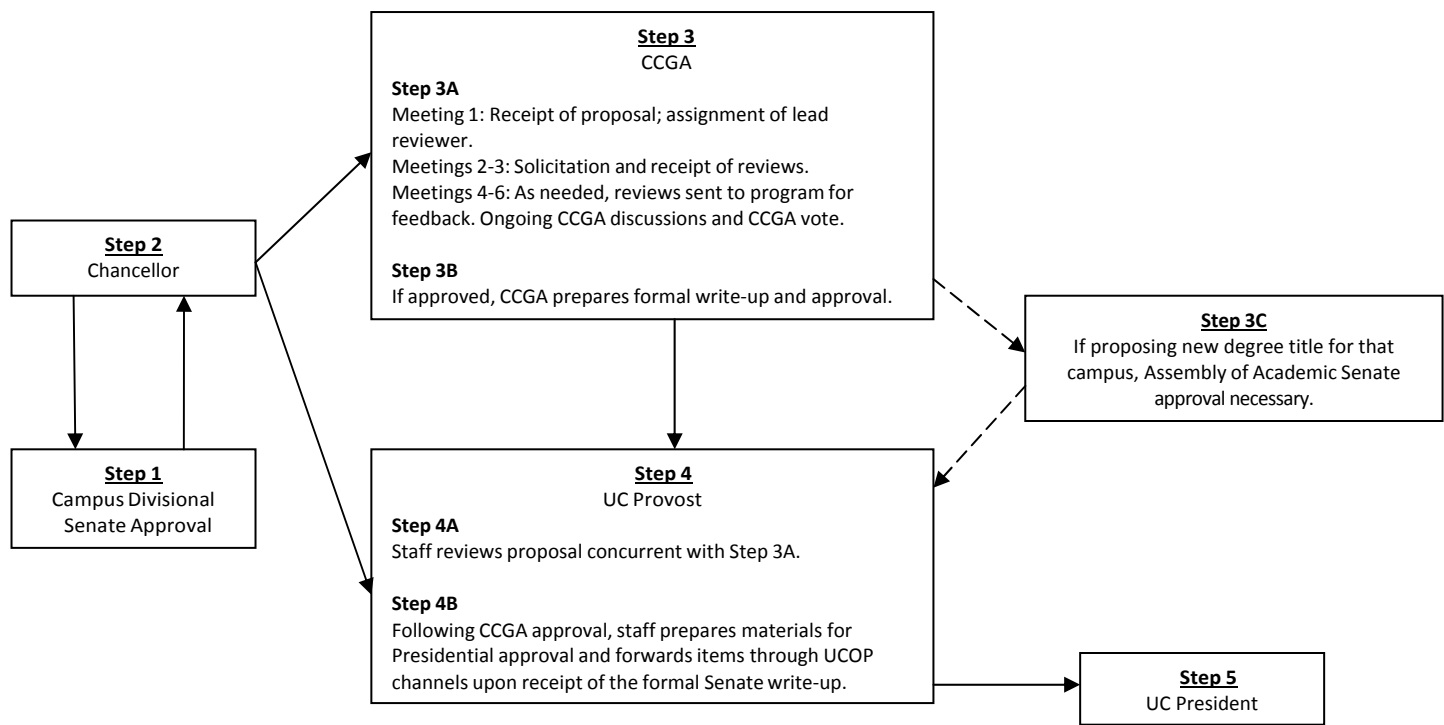 Step 3
CCGA
Step 3A
Meeting 1: Receipt of proposal; assignment of lead
reviewer.
Meetings 2-3: Solicitation and receipt of reviews.
Meetings 4-6: As needed, reviews sent to program for
feedback. Ongoing CCGA discussions and CCGA vote.
Step 3B
If approved, CCGA prepares formal write-up and approval.
Step 2
Chancellor
Step 3C
If proposing new degree title for that
campus, Assembly of Academic Senate
approval necessary.
Step 1
Campus Divisional
Senate Approval
Step 4
UC Provost
Step 4A
Staff reviews proposal concurrent with Step 3A.
Step 4B
Following CCGA approval, staff prepares materials for
Presidential approval and forwards items through UCOP
channels upon receipt of the formal Senate write-up.
Step 5
UC President